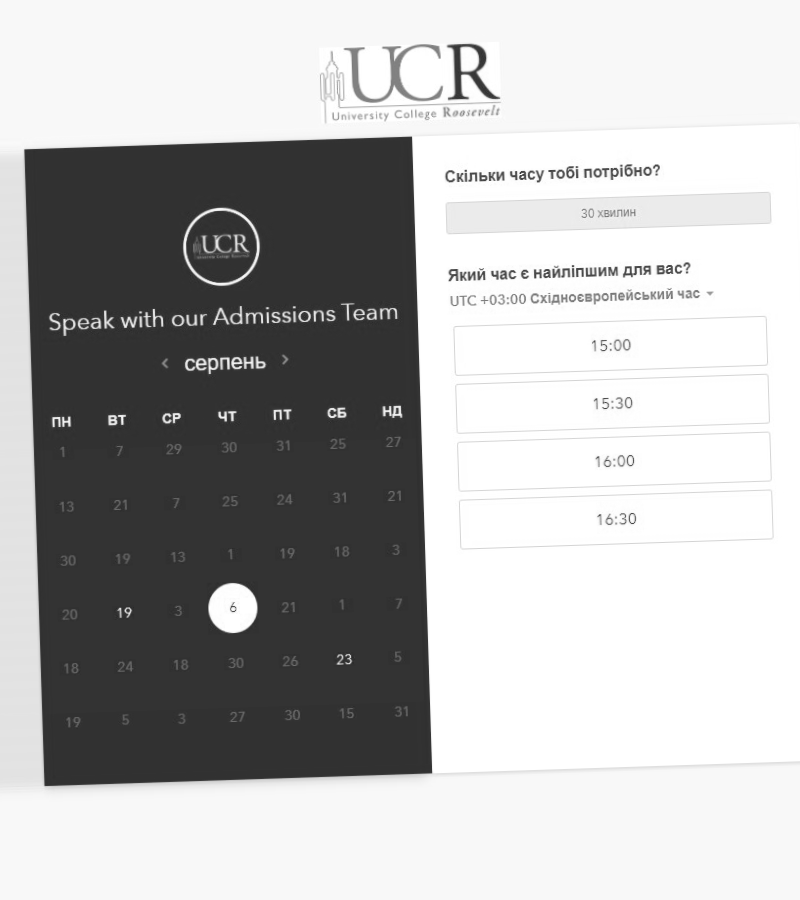 UCR
University College Roosevelt
UCR
Speak with our Admissions Team
серпень
ПН ВТ СР ЧТ ПТ СБ НД
1 7 29 30 31 25 27
13 21 7 25 24 31 21
30 19 13 1 19 18 3
20 19 3 6 21 1 7
18 24 18 30 26 23 5
19 5 3 27 30 15 31
Скільки часу тобі потрібно?
30 хвилин
Який час є найліпшим для вас?
UTC +03:00 Східноєвропейський час
15:00
15:30
16:00
16:30